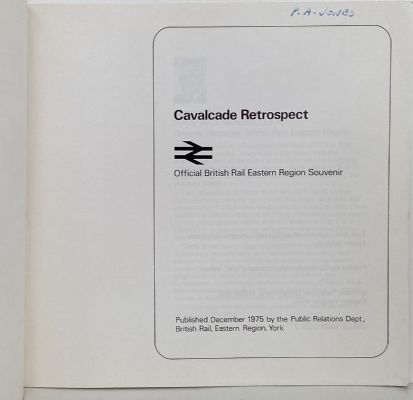 P.A. JONES
Cavalcade Retrospect
Official British Rail Eastern Region Souvenir
Published December 1975 by the Public Relations Dept.,
British Rail, Eastern Region, York